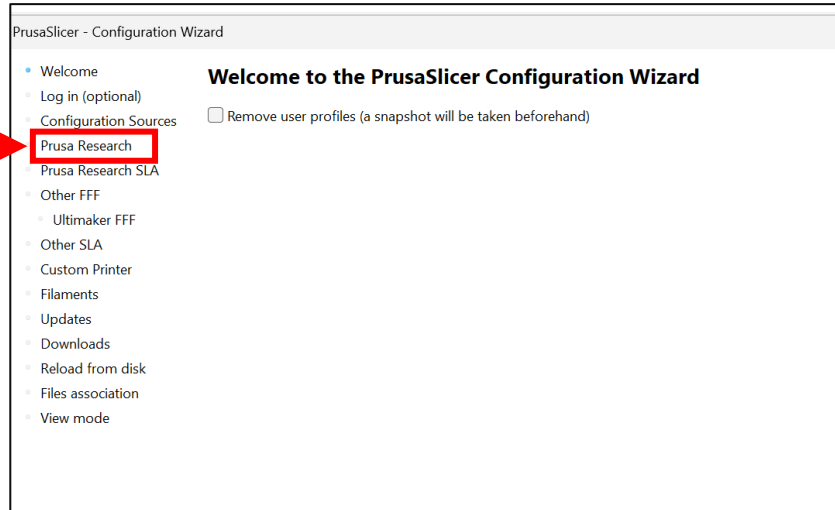 PrusaSlicer - Configuration Wizard
Welcome
Log in (optional)
Configuration Sources
Prusa Research
Prusa Research SLA
Other FFF
Ultimaker FFF
Other SLA
Custom Printer
Filaments
Updates
Downloads
Reload from disk
Files association
View mode
Welcome to the PrusaSlicer Configuration Wizard
Remove user profiles (a snapshot will be taken beforehand)